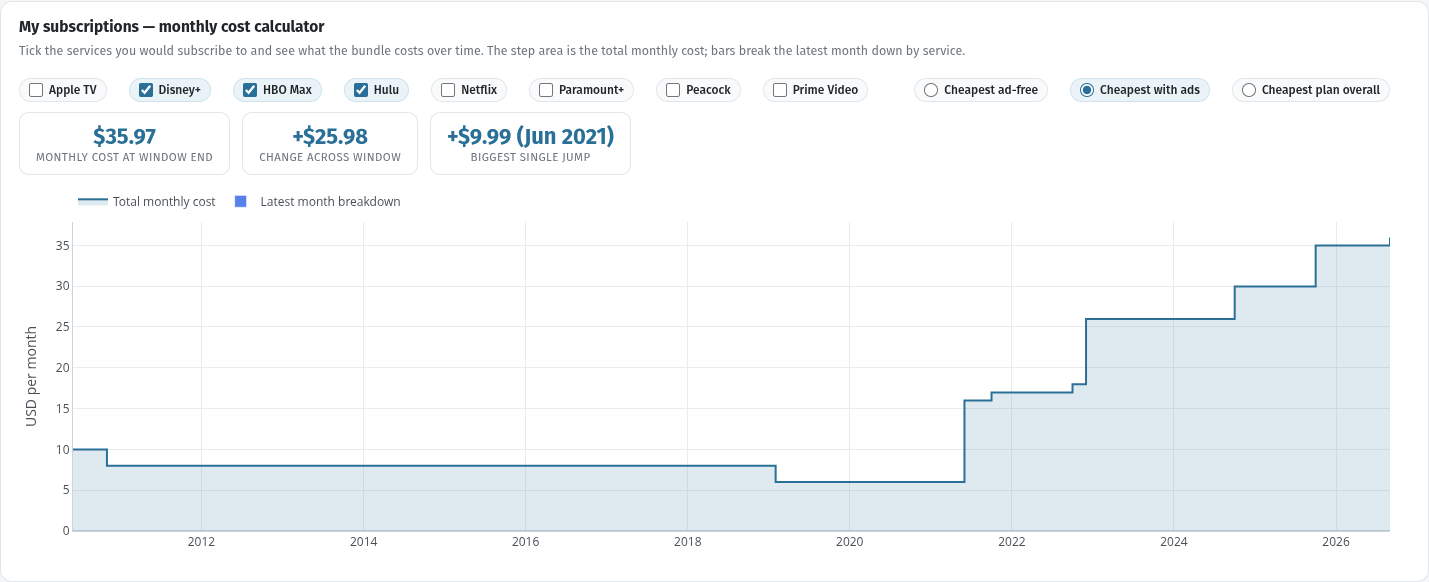 My subscriptions — monthly cost calculator
Tick the services you would subscribe to and see what the bundle costs over time. The step area is the total monthly cost; bars break the latest month down by service.
Apple TV Disney+ HBO Max Hulu Netflix Paramount+ Peacock Prime Video Cheapest ad-free Cheapest with ads Cheapest plan overall
$35.97 +$25.98 +$9.99 (Jun 2021)
MONTHLY COST AT WINDOW END CHANGE ACROSS WINDOW BIGGEST SINGLE JUMP
Total monthly cost Latest month breakdown
USD per month
35
30
25
20
15
10
5
0
2012 2014 2016 2018 2020 2022 2024 2026